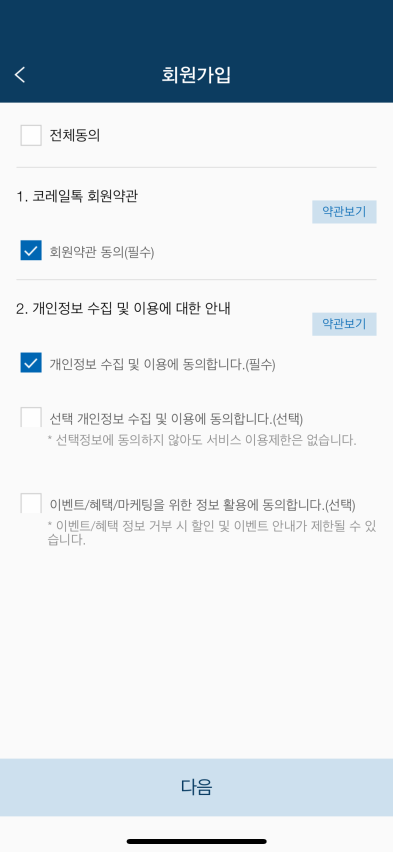 회원가입
전체동의
1. 코레일톡 회원약관
약관보기
회원약관 동의(필수)
2. 개인정보 수집 및 이용에 대한 안내
약관보기
개인정보 수집 및 이용에 동의합니다.(필수)
선택 개인정보 수집 및 이용에 동의합니다.(선택)
* 선택정보에 동의하지 않아도 서비스 이용제한은 없습니다.
이벤트/혜택/마케팅을 위한 정보 활용에 동의합니다.(선택)
* 이벤트/혜택 정보 거부 시 할인 및 이벤트 안내가 제한될 수 있
습니다.
다음